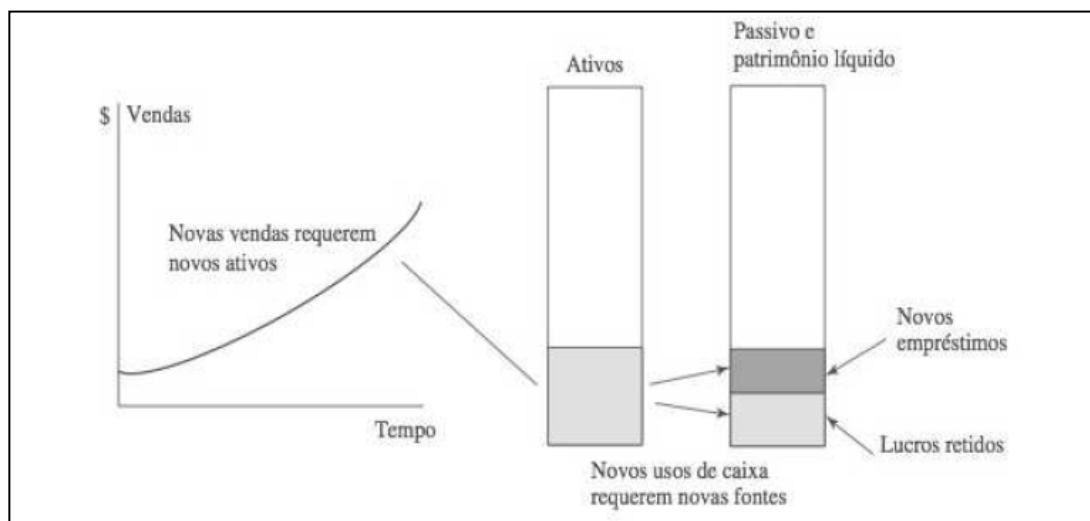 $
Vendas
Novas vendas requerem
novos ativos
Tempo
Ativos
Passivo e
patrimônio líquido
Novos
empréstimos
Lucros retidos
Novos usos de caixa
requerem novas fontes